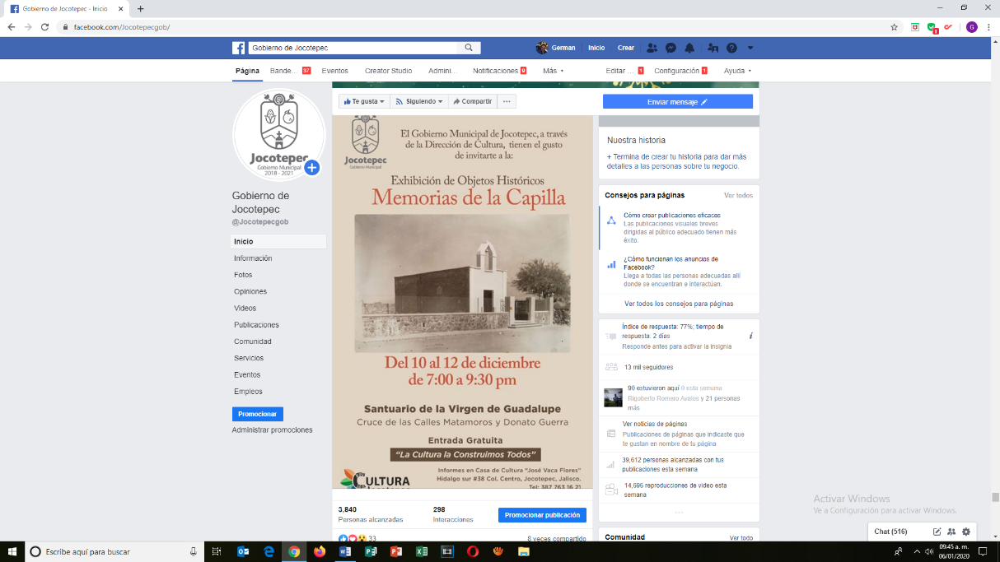 Gobierno de Jocotepec - Inicio
facebook.com/Jocotepecgob/
1
G
Gobierno de Jocotepec
German
Inicio
Crear
Página
Bande... 37
Eventos
Creator Studio
Admini...
Notificaciones 9
Más
Editar ... 1
Configuración 1
Ayuda
Te gusta
Siguiendo
Compartir
Enviar mensaje
Jocotepec
Gobierno Municipal
2018 - 2021
Gobierno de
Jocotepec
@Jocotepecgob
Inicio
Información
Fotos
Opiniones
Videos
Publicaciones
Comunidad
Servicios
Eventos
Empleos
Promocionar
Administrar promociones
Jocotepec
Gobierno Municipal
El Gobierno Municipal de Jocotepec, a través
de la Dirección de Cultura, tienen el gusto
de invitarte a la:
Exhibición de Objetos Históricos
Memorias de la Capilla
Del 10 al 12 de diciembre
de 7:00 a 9:30 pm
Santuario de la Virgen de Guadalupe
Cruce de las Calles Matamoros y Donato Guerra
Entrada Gratuita
"La Cultura la Construimos Todos"
CULTURA
Jocotepec
Informes en Casa de Cultura "José Vaca Flores"
Hidalgo sur #38 Col. Centro, Jocotepec, Jalisco.
Tel: 387 763 16 21
3,840
Personas alcanzadas
298
Interacciones
Promocionar publicación
33
8 veces compartido
Nuestra historia
+ Termina de crear tu historia para dar más
detalles a las personas sobre tu negocio.
Consejos para páginas
Ver todos
Cómo crear publicaciones eficaces
Las publicaciones visuales breves
dirigidas al público adecuado tienen más
éxito.
¿Cómo funcionan los anuncios de
Facebook?
Llega a todas las personas adecuadas allí
donde se encuentran e interactúan.
Ver todos los consejos para páginas
Índice de respuesta: 77%; tiempo de
respuesta: 2 días
Responde antes para activar la insignia
13 mil seguidores
90 estuvieron aquí 0 esta semana
Rigoberto Romero Avalos y 21 personas
más
Ver noticias de páginas
Publicaciones de páginas que indicaste que
te gustan en nombre de tu página
39,612 personas alcanzadas con tus
publicaciones esta semana
14,696 reproducciones de video esta
semana
Comunidad
Ver todo
Activar Windows
Ve a Configuración para activar Windows.
Chat (516)
Escribe aquí para buscar
09:45 a. m.
06/01/2020